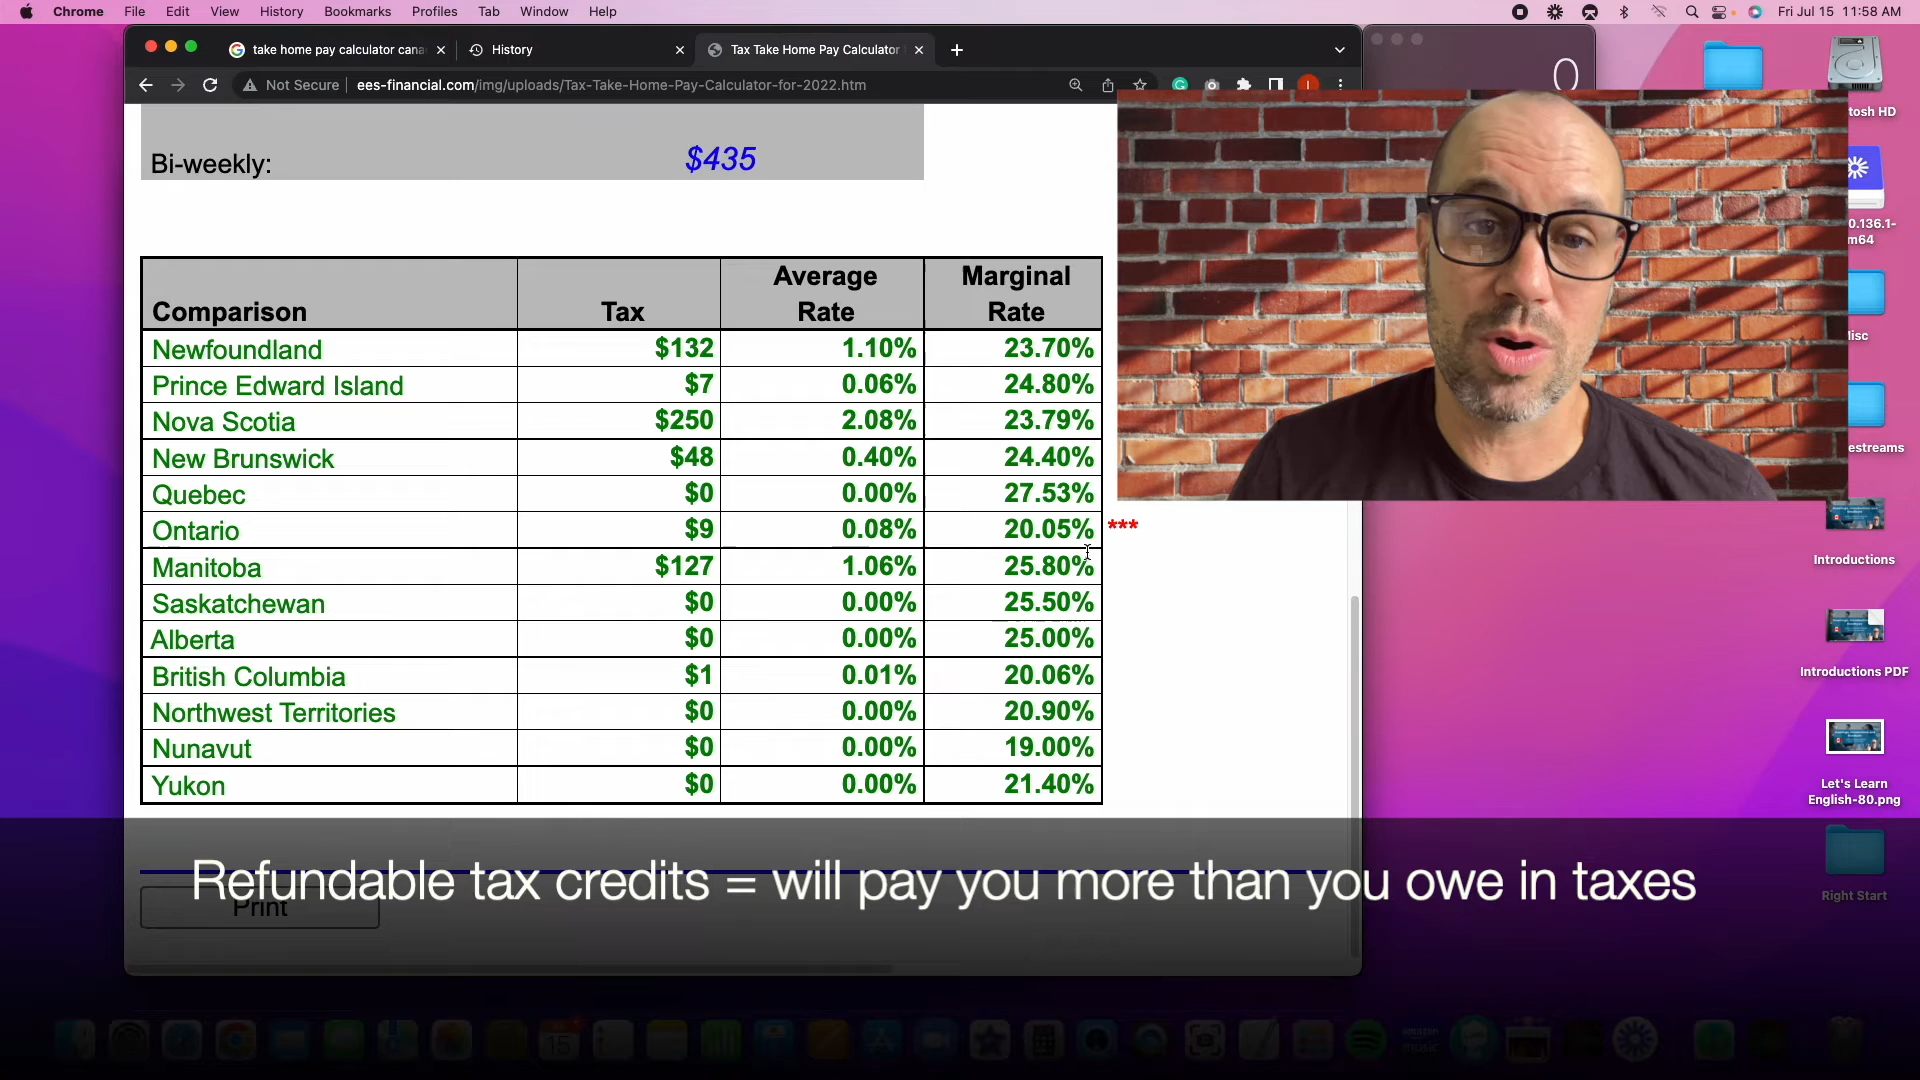 Chrome File Edit View History Bookmarks Profiles Tab Window Help
Fri Jul 15 11:58 AM
take home pay calculator cana
History
Tax Take Home Pay Calculator
Not Secure
ees-financial.com/img/uploads/Tax-Take-Home-Pay-Calculator-for-2022.htm
0
tosh HD
Bi-weekly: $435
Comparison Tax Average Rate Marginal Rate
Newfoundland $132 1.10% 23.70%
Prince Edward Island $7 0.06% 24.80%
Nova Scotia $250 2.08% 23.79%
New Brunswick $48 0.40% 24.40%
Quebec $0 0.00% 27.53%
Ontario $9 0.08% 20.05% ***
Manitoba $127 1.06% 25.80%
Saskatchewan $0 0.00% 25.50%
Alberta $0 0.00% 25.00%
British Columbia $1 0.01% 20.06%
Northwest Territories $0 0.00% 20.90%
Nunavut $0 0.00% 19.00%
Yukon $0 0.00% 21.40%
0.136.1-
m64
isc
estreams
Introductions
Introductions PDF
Let's Learn
English-80.png
Right Start
Refundable tax credits = will pay you more than you owe in taxes
Print
15